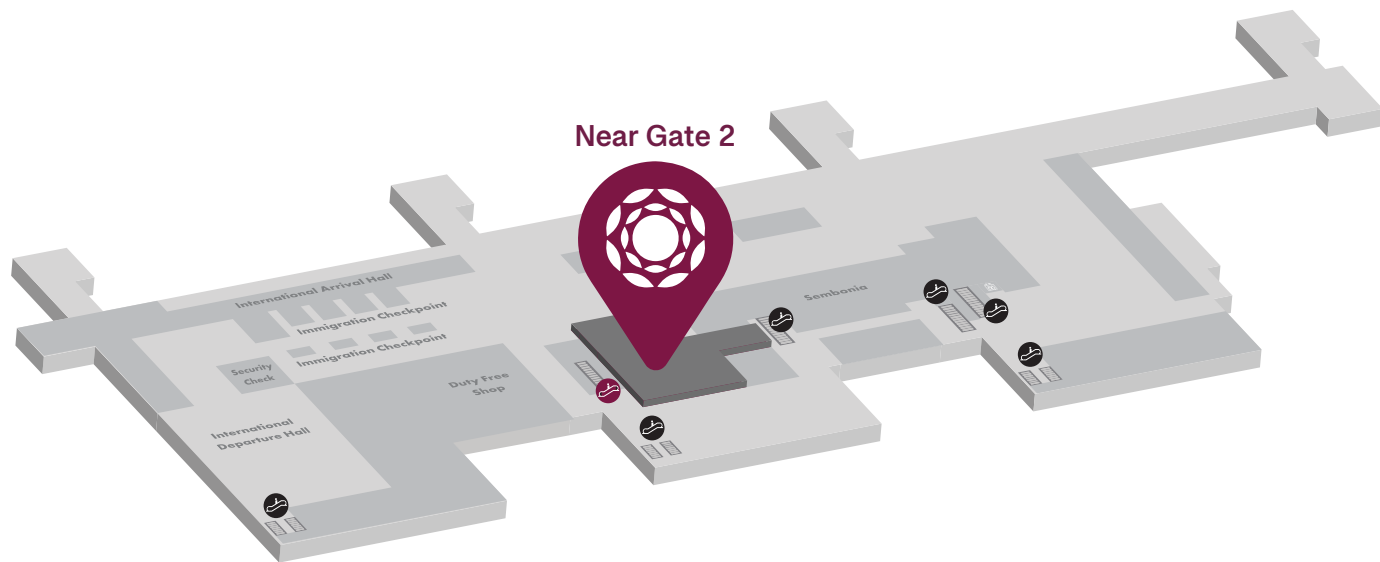 Near Gate 2
International Arrival Hall
Immigration Checkpoint
Immigration Checkpoint
Sembonia
Security
Check
Duty Free
Shop
International
Departure Hall